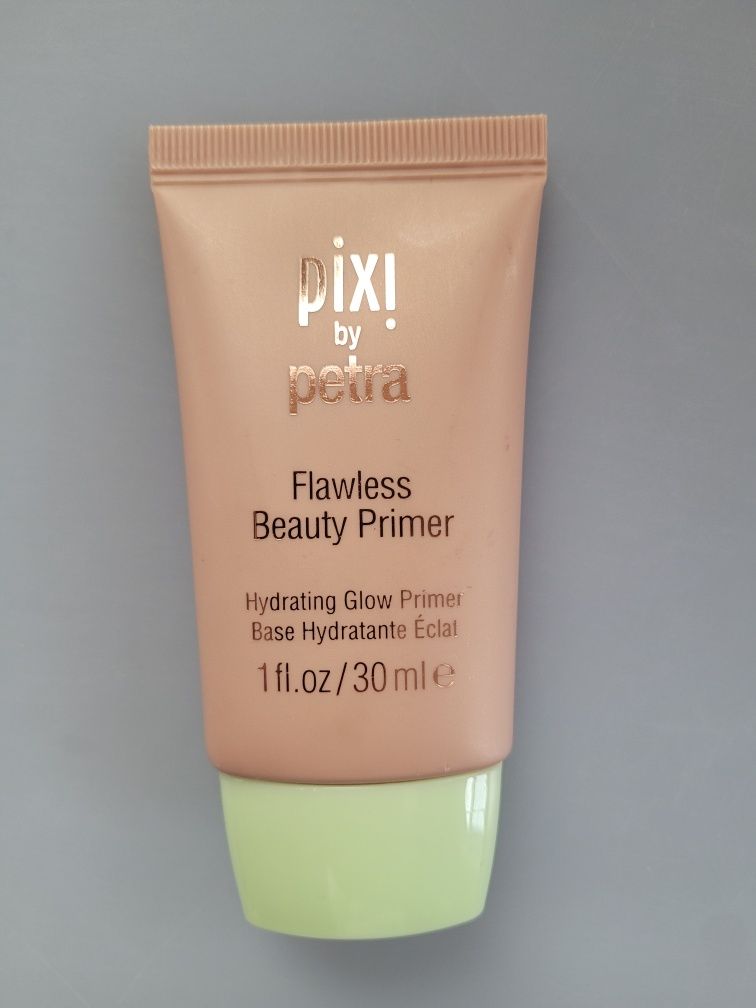 pixi
by
petra
Flawless
Beauty Primer
Hydrating Glow Primer
Base Hydratante Éclat
1 fl.oz/30 ml e